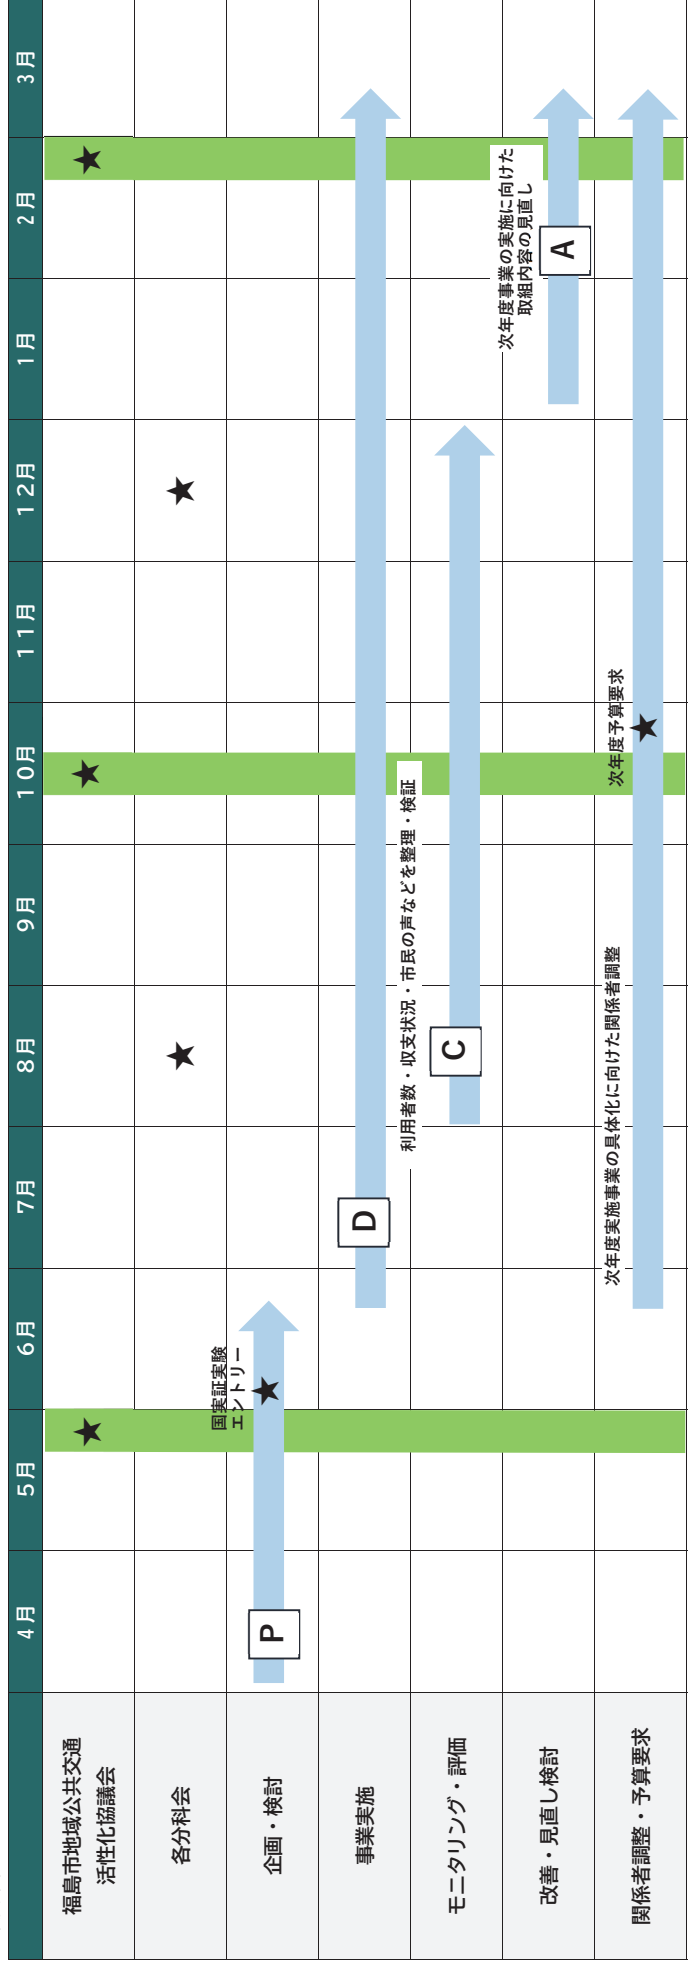 4月
5月
6月
7月
8月
9月
10月
11月
12月
1月
2月
3月
福島市地域公共交通
活性化協議会
★
★
★
各分科会
★
★
企画・検討
P
国実証実験
エントリー
★
事業実施
D
モニタリング・評価
C
利用者数・収支状況・市民の声などを整理・検証
改善・見直し検討
次年度事業の実施に向けた
取組内容の見直し
A
関係者調整・予算要求
次年度実施事業の具体化に向けた関係者調整
次年度予算要求
★